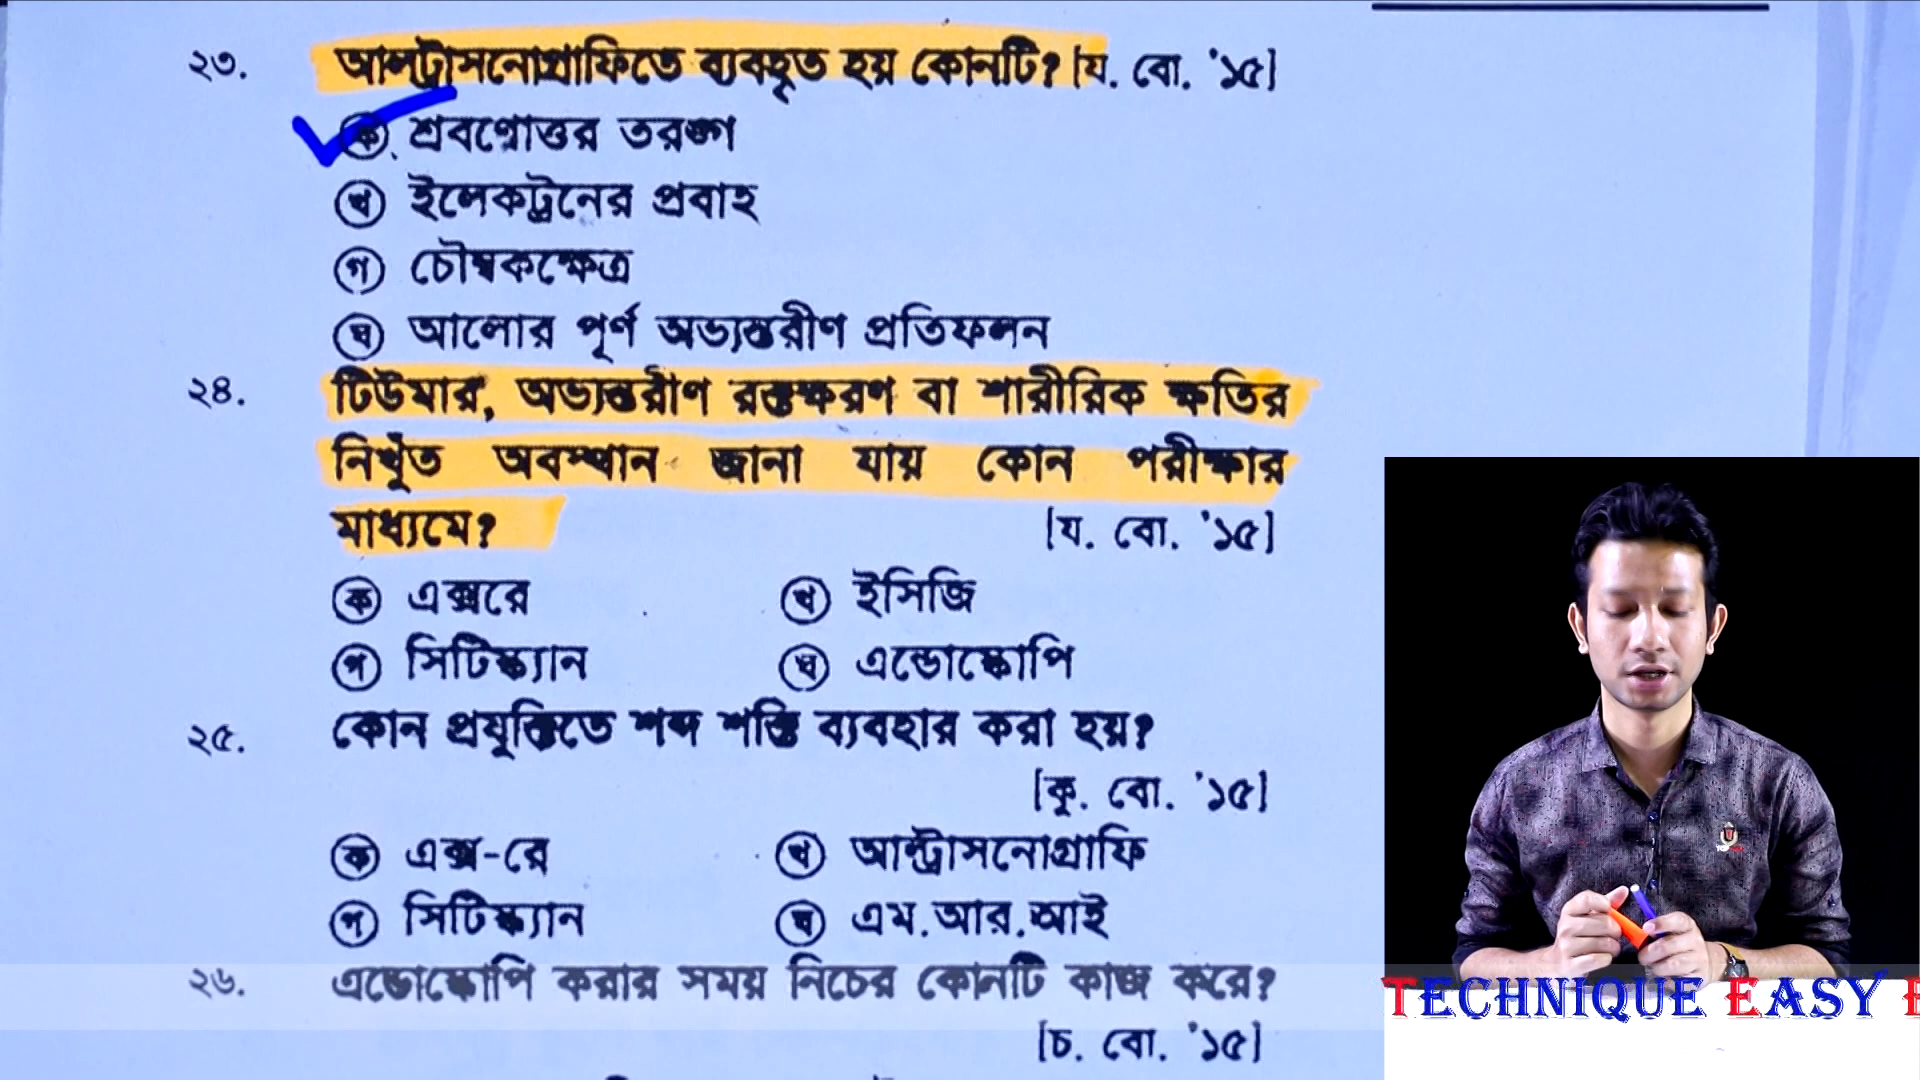 ২৩. আলট্রাসনোগ্রাফিতে ব্যবহৃত হয় কোনটি? [য. বো. '১৫]
ক শ্রবণোত্তর তরঙ্গ
খ ইলেকট্রনের প্রবাহ
গ চৌম্বকক্ষেত্র
ঘ আলোর পূর্ণ অভ্যন্তরীণ প্রতিফলন
২৪. টিউমার, অভ্যন্তরীণ রক্তক্ষরণ বা শারীরিক ক্ষতির
নিখুঁত অবস্থান জানা যায় কোন পরীক্ষার
মাধ্যমে? [য. বো. '১৫]
ক এক্সরে খ ইসিজি
গ সিটিস্ক্যান ঘ এন্ডোস্কোপি
২৫. কোন প্রযুক্তিতে শব্দ শক্তি ব্যবহার করা হয়?
[কু. বো. '১৫]
ক এক্স-রে খ আল্ট্রাসনোগ্রাফি
গ সিটিস্ক্যান ঘ এম.আর.আই
২৬. এন্ডোস্কোপি করার সময় নিচের কোনটি কাজ করে?
[চ. বো. '১৫]
TECHNIQUE EASY